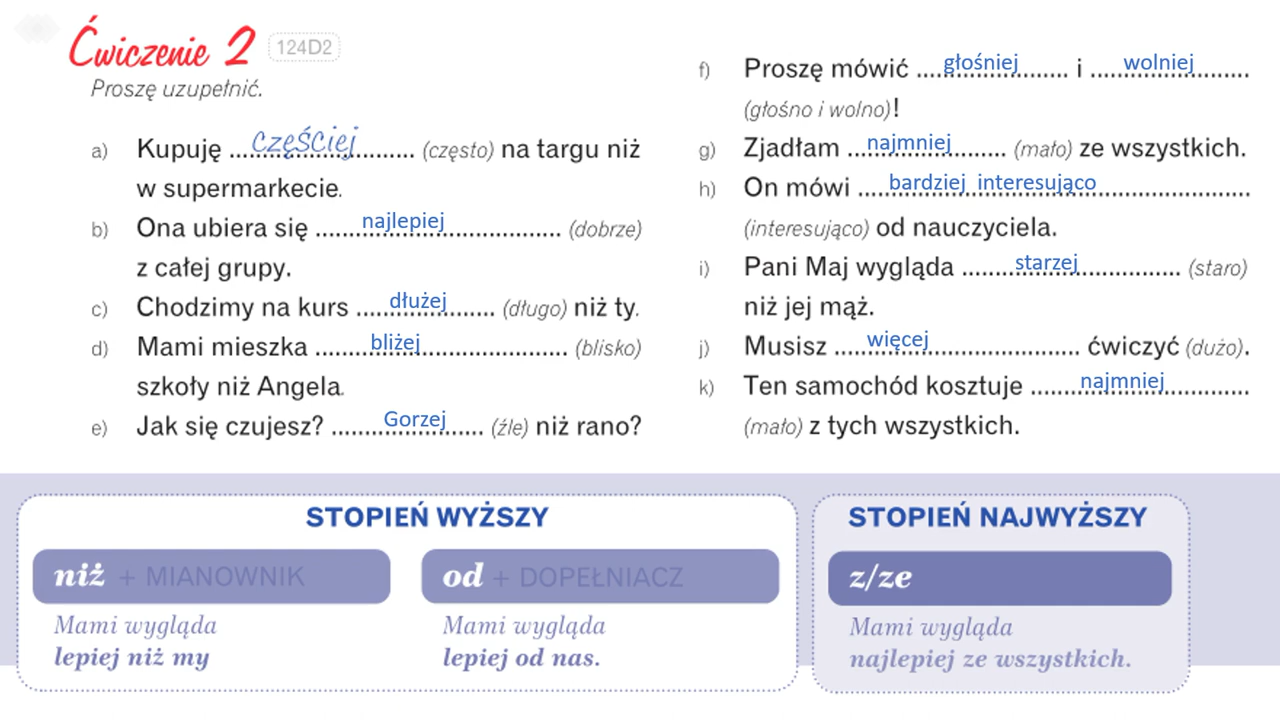 Ćwiczenie 2 124D2
Proszę uzupełnić.
a) Kupuję ...częściej... (często) na targu niż
w supermarkecie.
b) Ona ubiera się ...najlepiej... (dobrze)
z całej grupy.
c) Chodzimy na kurs ...dłużej... (długo) niż ty.
d) Mami mieszka ...bliżej... (blisko)
szkoły niż Angela.
e) Jak się czujesz? ...Gorzej... (źle) niż rano?
f) Proszę mówić ...głośniej... i ...wolniej...
(głośno i wolno)!
g) Zjadłam ...najmniej... (mało) ze wszystkich.
h) On mówi ...bardziej interesująco...
(interesująco) od nauczyciela.
i) Pani Maj wygląda ...starzej... (staro)
niż jej mąż.
j) Musisz ...więcej... ćwiczyć (dużo).
k) Ten samochód kosztuje ...najmniej...
(mało) z tych wszystkich.
STOPIEŃ WYŻSZY
niż + MIANOWNIK
Mami wygląda
lepiej niż my
od + DOPEŁNIACZ
Mami wygląda
lepiej od nas.
STOPIEŃ NAJWYŻSZY
z/ze
Mami wygląda
najlepiej ze wszystkich.